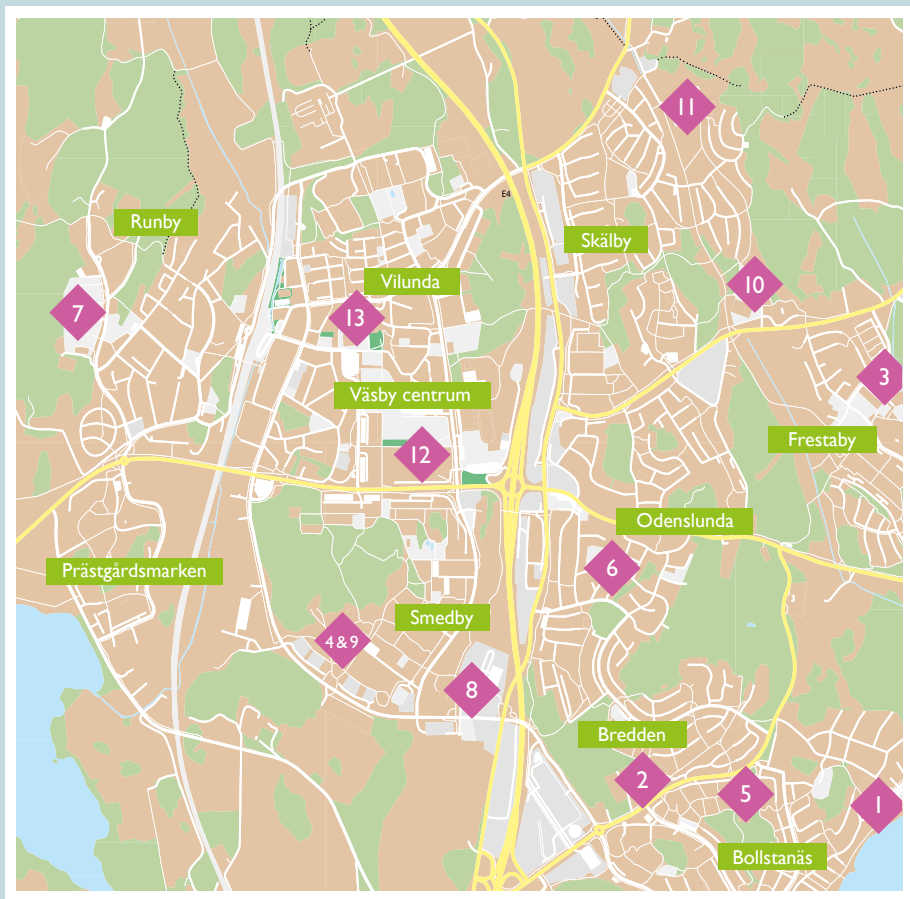 11
E4
Runby
Skälby
Vilunda
10
7
13
3
Väsby centrum
Frestaby
12
Odenslunda
6
Prästgårdsmarken
Smedby
4 & 9
8
Bredden
2
5
1
Bollstanäs